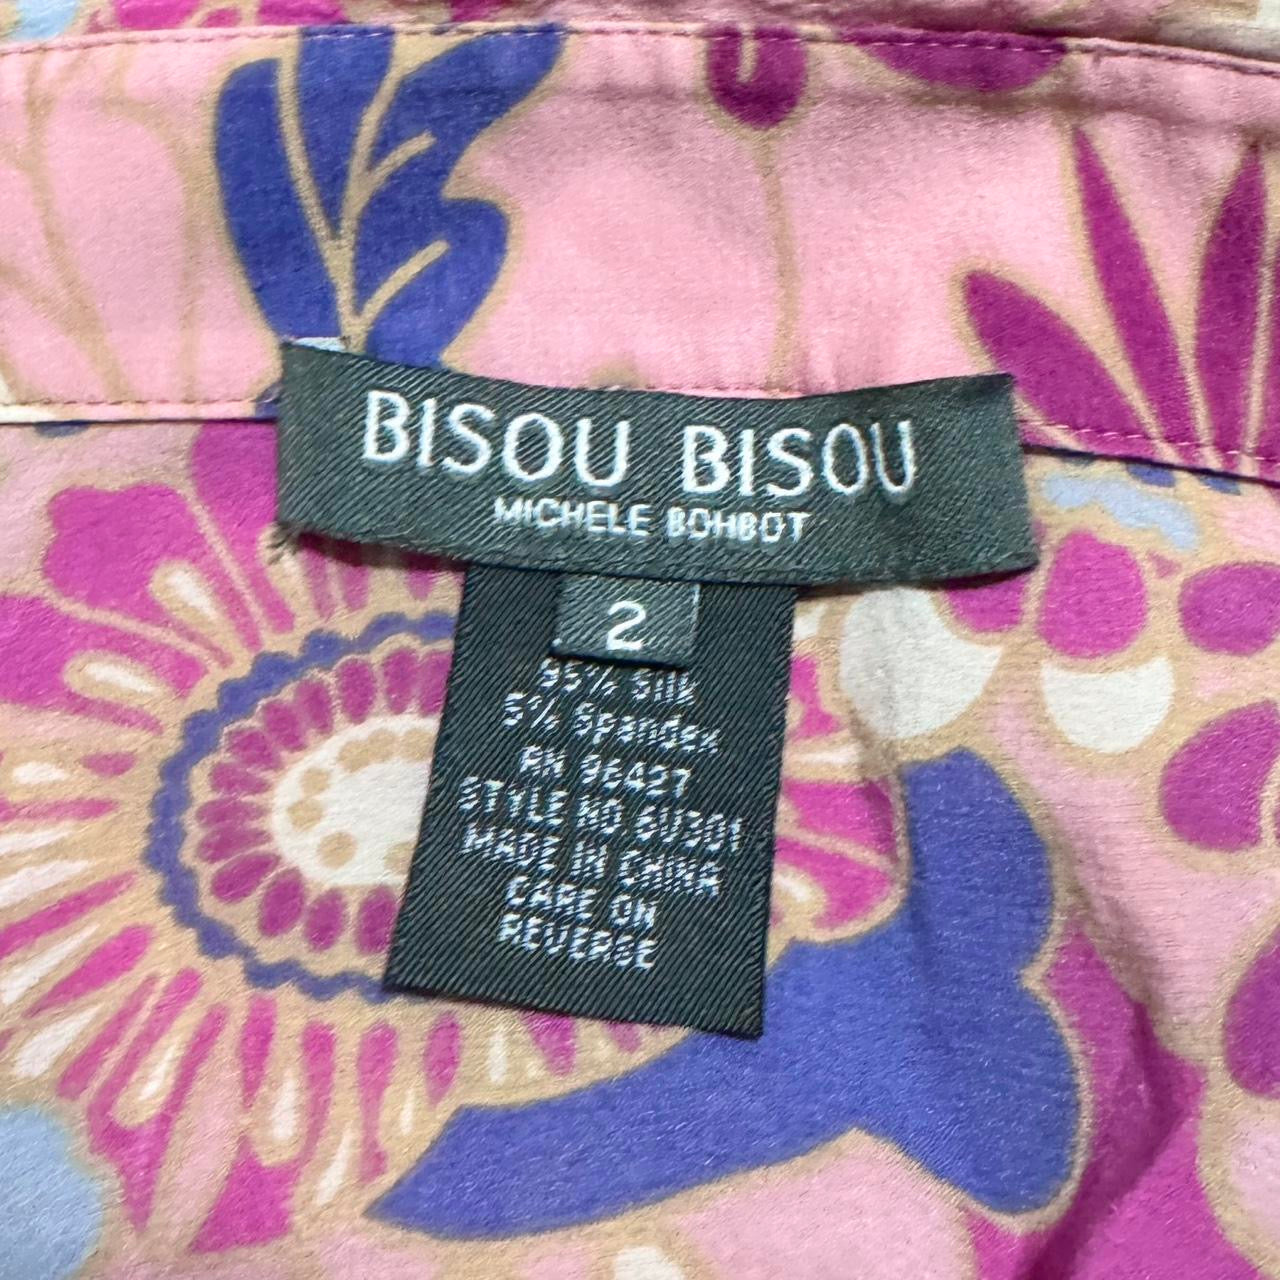 BISOU BISOU
MICHELE BOHBOT
2
95% Silk
5% Spandex
RN 96427
STYLE NO 6U301
MADE IN CHINA
CARE ON
REVERSE